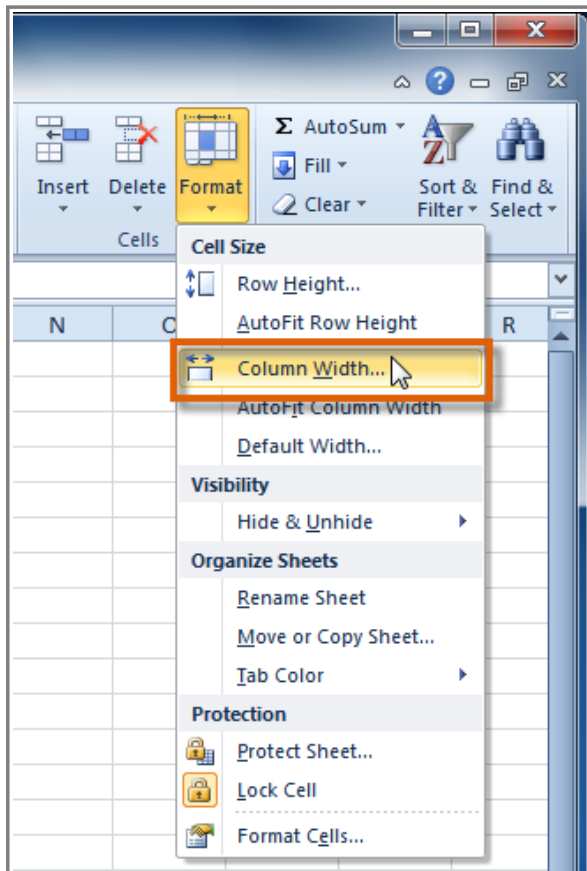 Σ AutoSum
Fill
Clear
Insert
Delete
Format
Sort &
Filter
Find &
Select
Cells
N
R
Cell Size
Row Height...
AutoFit Row Height
Column Width...
AutoFit Column Width
Default Width...
Visibility
Hide & Unhide
Organize Sheets
Rename Sheet
Move or Copy Sheet...
Tab Color
Protection
Protect Sheet...
Lock Cell
Format Cells...